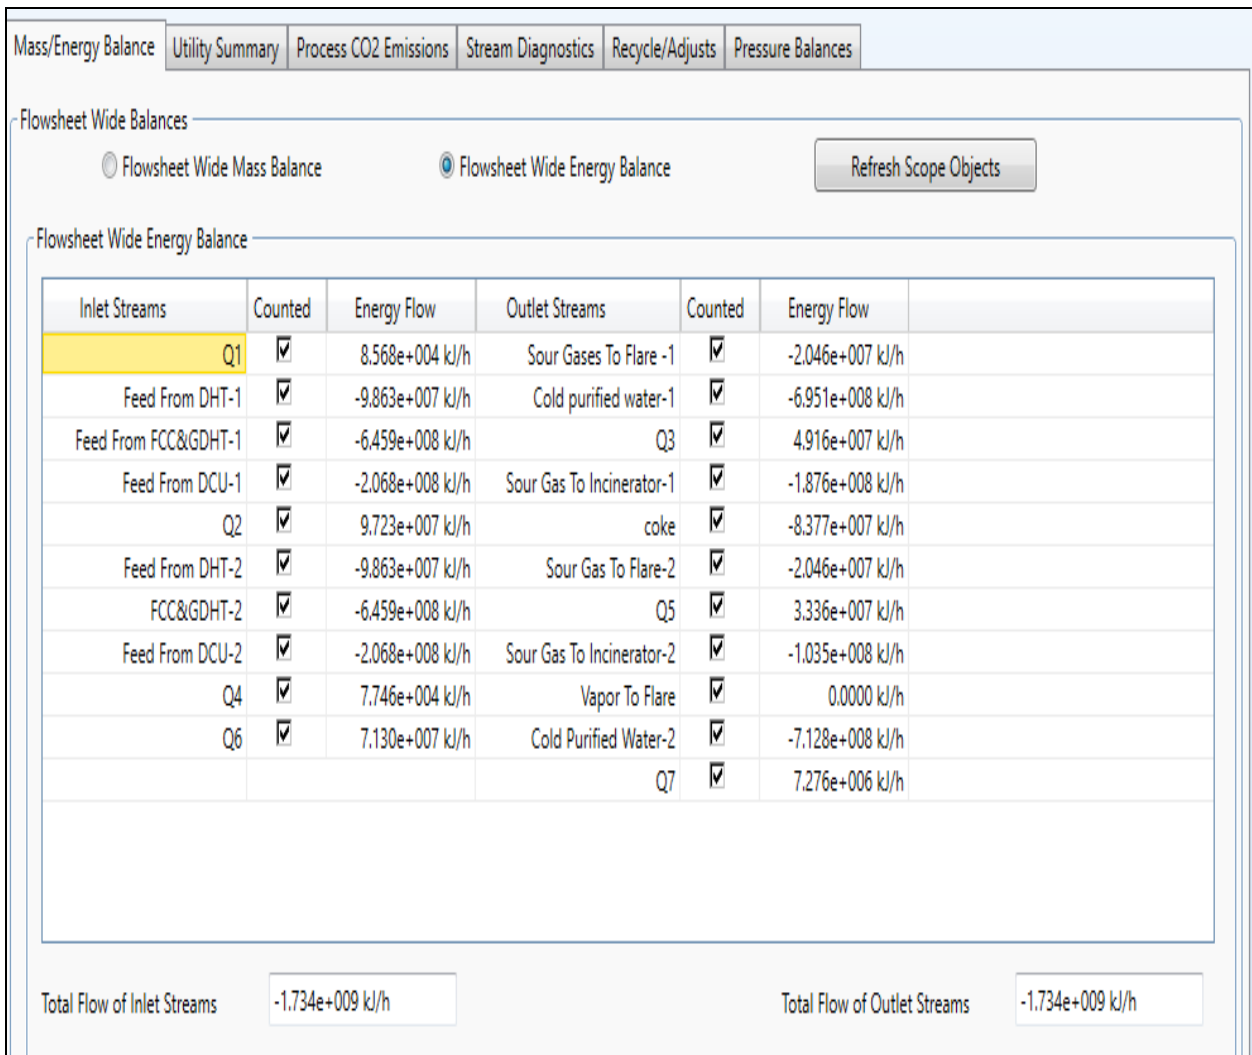 Mass/Energy Balance Utility Summary Process CO2 Emissions Stream Diagnostics Recycle/Adjusts Pressure Balances
Flowsheet Wide Balances
Flowsheet Wide Mass Balance Flowsheet Wide Energy Balance Refresh Scope Objects
Flowsheet Wide Energy Balance
Inlet Streams Counted Energy Flow Outlet Streams Counted Energy Flow
Q1 8.568e+004 kJ/h Sour Gases To Flare -1 -2.046e+007 kJ/h
Feed From DHT-1 -9.863e+007 kJ/h Cold purified water-1 -6.951e+008 kJ/h
Feed From FCC&GDHT-1 -6.459e+008 kJ/h Q3 4.916e+007 kJ/h
Feed From DCU-1 -2.068e+008 kJ/h Sour Gas To Incinerator-1 -1.876e+008 kJ/h
Q2 9.723e+007 kJ/h coke -8.377e+007 kJ/h
Feed From DHT-2 -9.863e+007 kJ/h Sour Gas To Flare-2 -2.046e+007 kJ/h
FCC&GDHT-2 -6.459e+008 kJ/h Q5 3.336e+007 kJ/h
Feed From DCU-2 -2.068e+008 kJ/h Sour Gas To Incinerator-2 -1.035e+008 kJ/h
Q4 7.746e+004 kJ/h Vapor To Flare 0.0000 kJ/h
Q6 7.130e+007 kJ/h Cold Purified Water-2 -7.128e+008 kJ/h
Q7 7.276e+006 kJ/h
Total Flow of Inlet Streams -1.734e+009 kJ/h Total Flow of Outlet Streams -1.734e+009 kJ/h